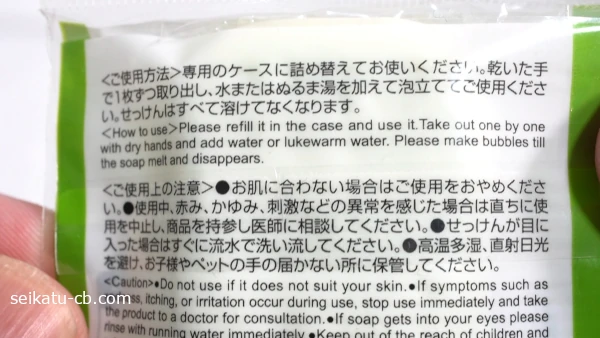 <ご使用方法>専用のケースに詰め替えてお使いください。乾いた手
で1枚ずつ取り出し、水またはぬるま湯を加えて泡立ててご使用くださ
い。せっけんはすべて溶けてなくなります。
<How to use>Please refill it in the case and use it.Take out one by one
with dry hands and add water or lukewarm water. Please make bubbles till
the soap melt and disappears.
<ご使用上の注意>●お肌に合わない場合はご使用をおやめくださ
い。●使用中、赤み、かゆみ、刺激などの異常を感じた場合は直ちに使
用を中止し、商品を持参し医師に相談してください。●せっけんが目に
入った場合はすぐに流水で洗い流してください。●高温多湿、直射日光
を避け、お子様やペットの手の届かない所に保管してください。
<Caution>●Do not use if it does not suit your skin.●If symptoms such as
itching, or irritation occur during use, stop use immediately and take
the product to a doctor for consultation.●If soap gets into your eyes please
rinse with running water immediately.●Keep out of the reach of children and
seikatu-cb.com